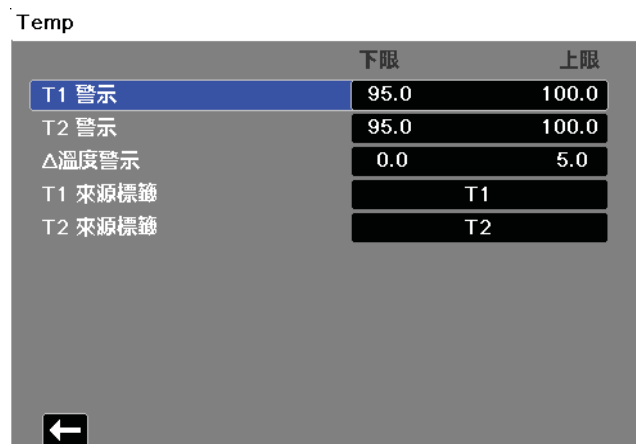 Temp
下限 上限
T1 警示 95.0 100.0
T2 警示 95.0 100.0
Δ溫度警示 0.0 5.0
T1 來源標籤 T1
T2 來源標籤 T2